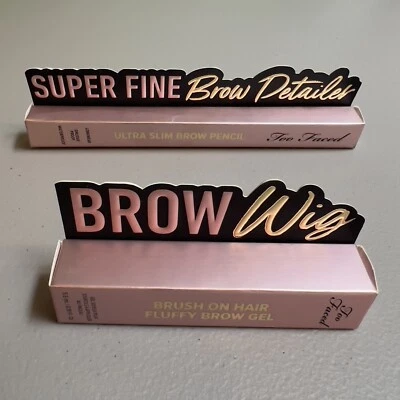 SUPER FINE Brow Detailer
ULTRA SLIM BROW PENCIL
Too Faced
BROW Wig
BRUSH ON HAIR
FLUFFY BROW GEL
Too
Faced